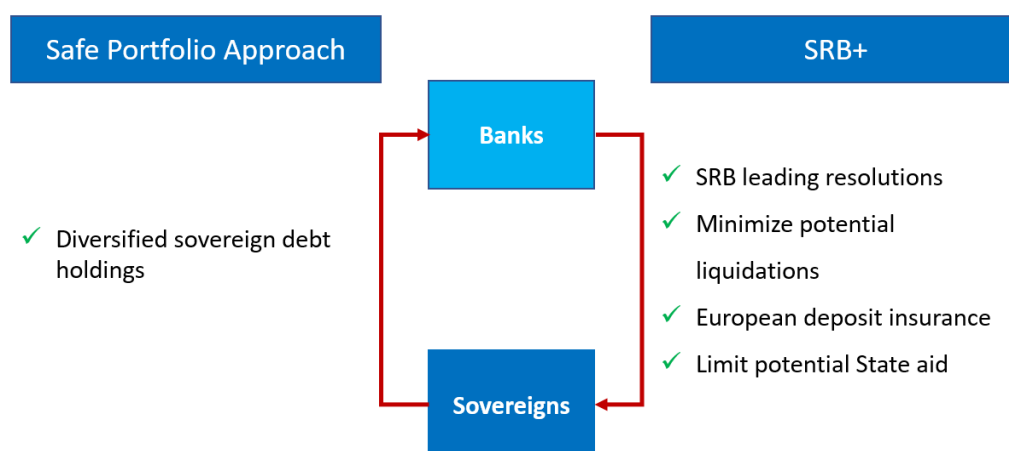 Safe Portfolio Approach
SRB+
Banks
✓ SRB leading resolutions
✓ Minimize potential
liquidations
✓ Diversified sovereign debt
holdings
✓ European deposit insurance
✓ Limit potential State aid
Sovereigns